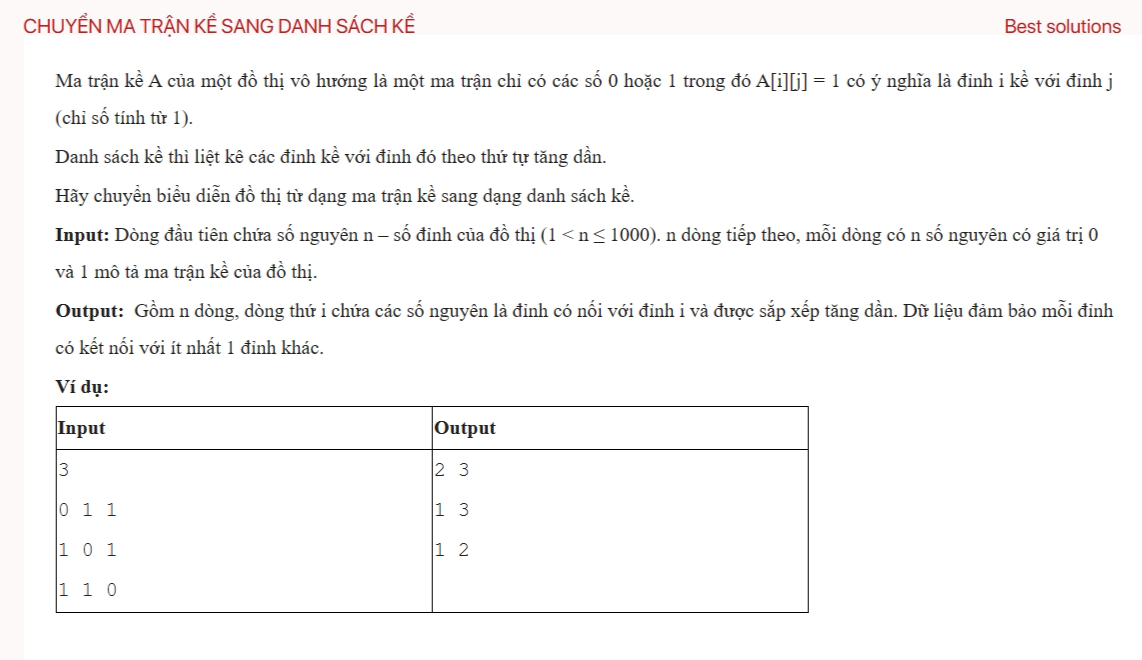 CHUYỂN MA TRẬN KỀ SANG DANH SÁCH KỀ
Best solutions
Ma trận kề A của một đồ thị vô hướng là một ma trận chỉ có các số 0 hoặc 1 trong đó A[i][j] = 1 có ý nghĩa là đỉnh i kề với đỉnh j
(chỉ số tính từ 1).
Danh sách kề thì liệt kê các đỉnh kề với đỉnh đó theo thứ tự tăng dần.
Hãy chuyển biểu diễn đồ thị từ dạng ma trận kề sang dạng danh sách kề.
Input: Dòng đầu tiên chứa số nguyên n – số đỉnh của đồ thị (1 < n ≤ 1000). n dòng tiếp theo, mỗi dòng có n số nguyên có giá trị 0
và 1 mô tả ma trận kề của đồ thị.
Output: Gồm n dòng, dòng thứ i chứa các số nguyên là đỉnh có nối với đỉnh i và được sắp xếp tăng dần. Dữ liệu đảm bảo mỗi đỉnh
có kết nối với ít nhất 1 đỉnh khác.
Ví dụ:
Input Output
3
0 1 1
1 0 1
1 1 0
2 3
1 3
1 2